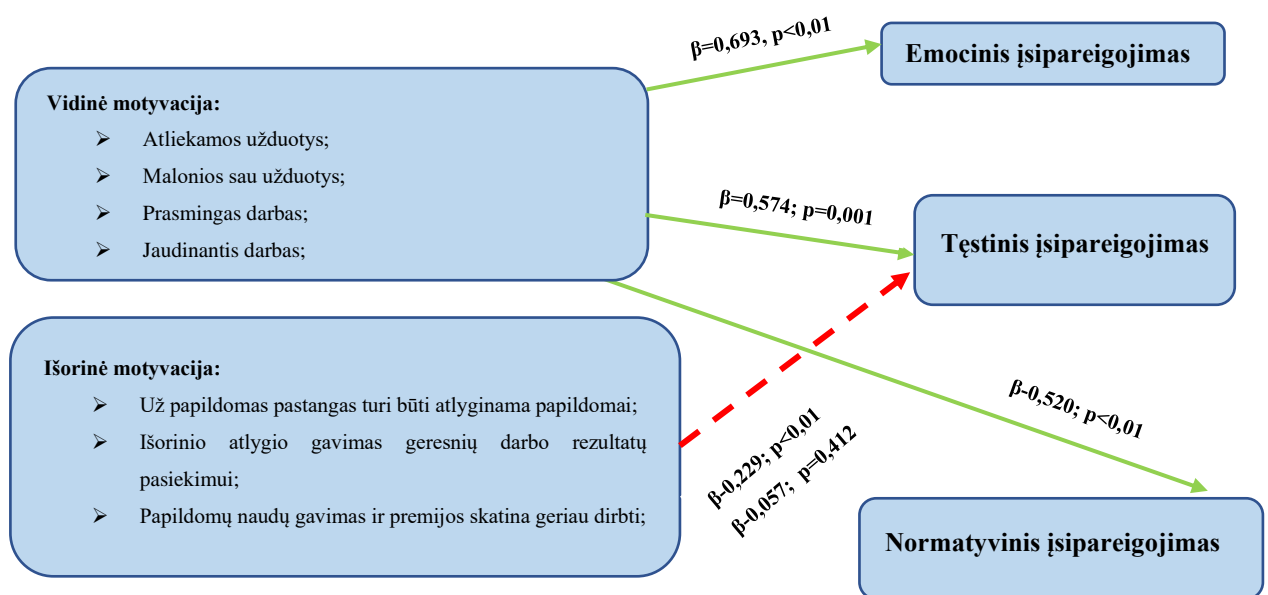 β=0,693, p<0,01
Emocinis įsipareigojimas
Vidinė motyvacija:
➢ Atliekamos užduotys;
➢ Malonios sau užduotys;
➢ Prasmingas darbas;
➢ Jaudinantis darbas;
β=0,574; p=0,001
Tęstinis įsipareigojimas
Išorinė motyvacija:
➢ Už papildomas pastangas turi būti atlyginama papildomai;
➢ Išorinio atlygio gavimas geresnių darbo rezultatų
pasiekimui;
➢ Papildomų naudų gavimas ir premijos skatina geriau dirbti;
β-0,229; p<0,01
β-0,057; p=0,412
β-0,520; p<0,01
Normatyvinis įsipareigojimas